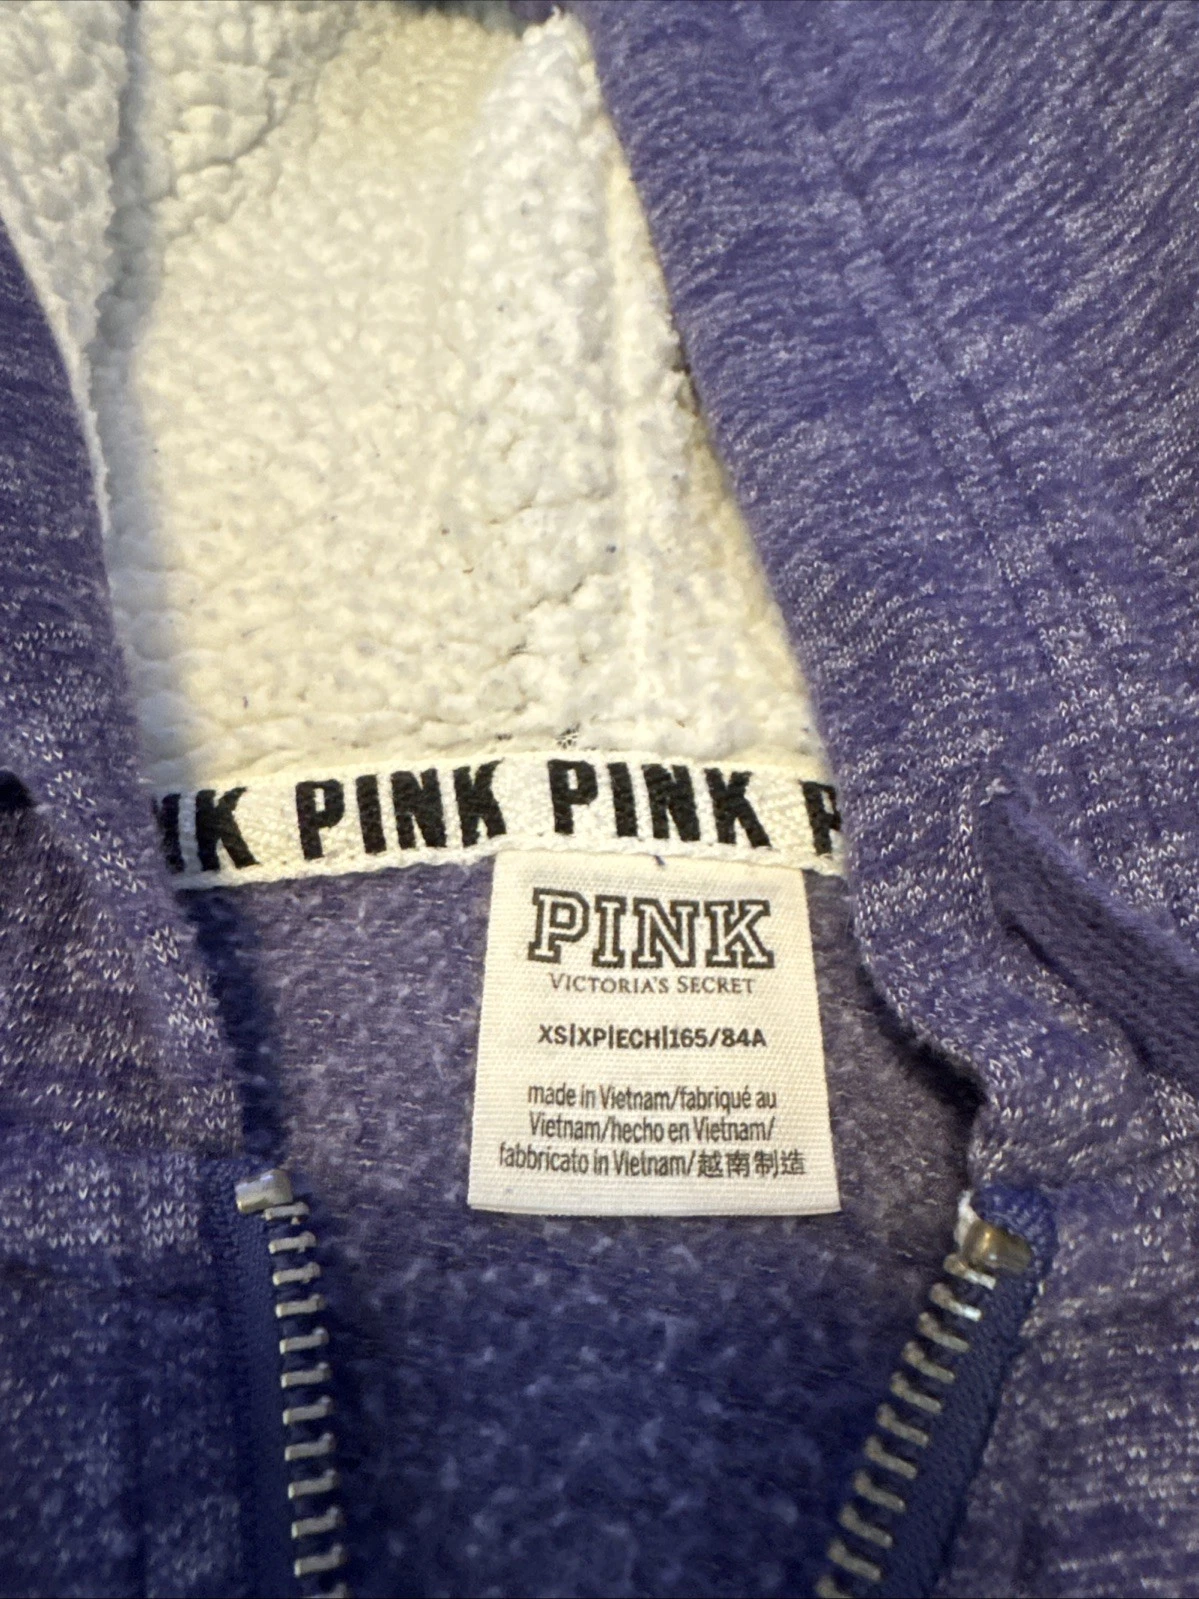 NK PINK PINK P
PINK
VICTORIA'S SECRET
XS|XP|ECH|165/84A
made in Vietnam/fabriqué au
Vietnam/hecho en Vietnam/
fabbricato in Vietnam/越南制造